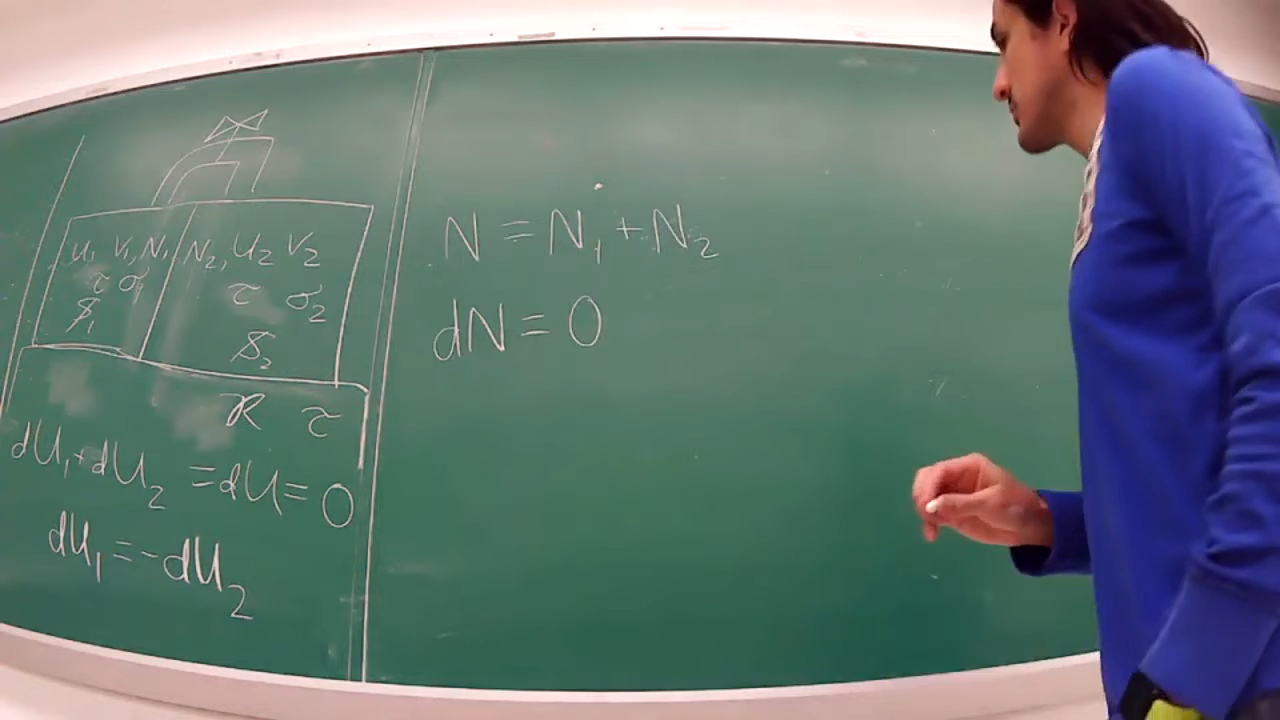 U₁ V₁, N₁ N₂, U₂ V₂
τ σ₁ τ σ₂
𝒮₁
𝒮₂
R τ
dU₁+dU₂ = dU = 0
dU₁ = -dU₂
N = N₁ + N₂
dN = 0